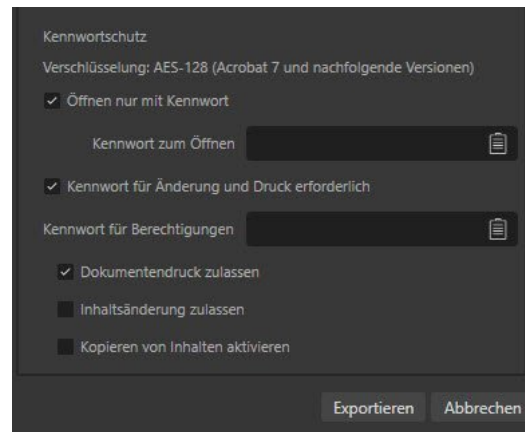 Kennwortschutz
Verschlüsselung: AES-128 (Acrobat 7 und nachfolgende Versionen)
Öffnen nur mit Kennwort
Kennwort zum Öffnen
Kennwort für Änderung und Druck erforderlich
Kennwort für Berechtigungen
Dokumentendruck zulassen
Inhaltsänderung zulassen
Kopieren von Inhalten aktivieren
Exportieren Abbrechen